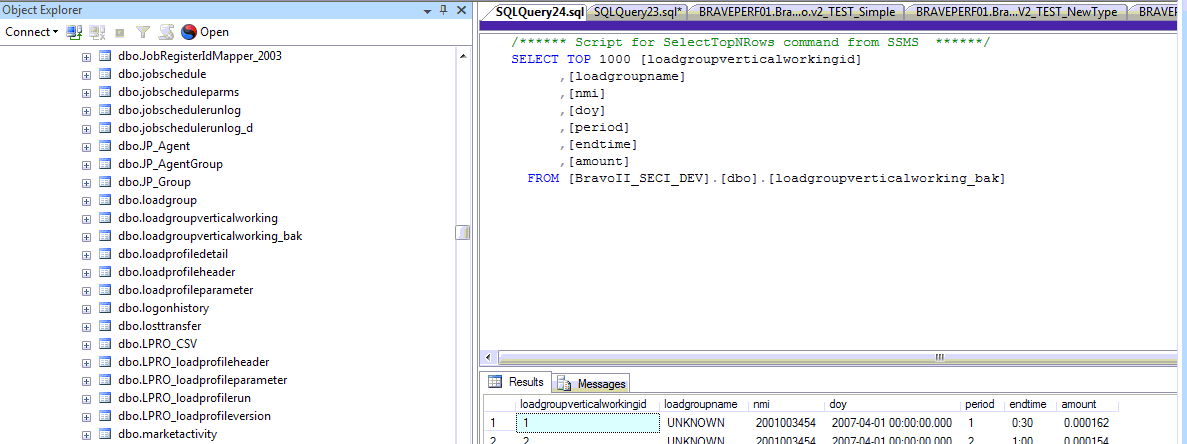 Object Explorer
Connect
Open
dbo.JobRegisterIdMapper_2003
dbo.jobschedule
dbo.jobscheduleparms
dbo.jobschedulerunlog
dbo.jobschedulerunlog_d
dbo.JP_Agent
dbo.JP_AgentGroup
dbo.JP_Group
dbo.loadgroup
dbo.loadgroupverticalworking
dbo.loadgroupverticalworking_bak
dbo.loadprofiledetail
dbo.loadprofileheader
dbo.loadprofileparameter
dbo.logonhistory
dbo.losttransfer
dbo.LPRO_CSV
dbo.LPRO_loadprofileheader
dbo.LPRO_loadprofileparameter
dbo.LPRO_loadprofilerun
dbo.LPRO_loadprofileversion
dbo.marketactivity
SQLQuery24.sql SQLQuery23.sql* BRAVEPERF01.Bra...o.v2_TEST_Simple BRAVEPERF01.Bra...V2_TEST_NewType BRAVEF
/****** Script for SelectTopNRows command from SSMS ******/
SELECT TOP 1000 [loadgroupverticalworkingid]
,[loadgroupname]
,[nmi]
,[doy]
,[period]
,[endtime]
,[amount]
FROM [BravoII_SECI_DEV].[dbo].[loadgroupverticalworking_bak]
Results Messages
loadgroupverticalworkingid loadgroupname nmi doy period endtime amount
1 1 UNKNOWN 2001003454 2007-04-01 00:00:00.000 1 0:30 0.000162
2 2 UNKNOWN 2001003454 2007-04-01 00:00:00.000 2 1:00 0.000154